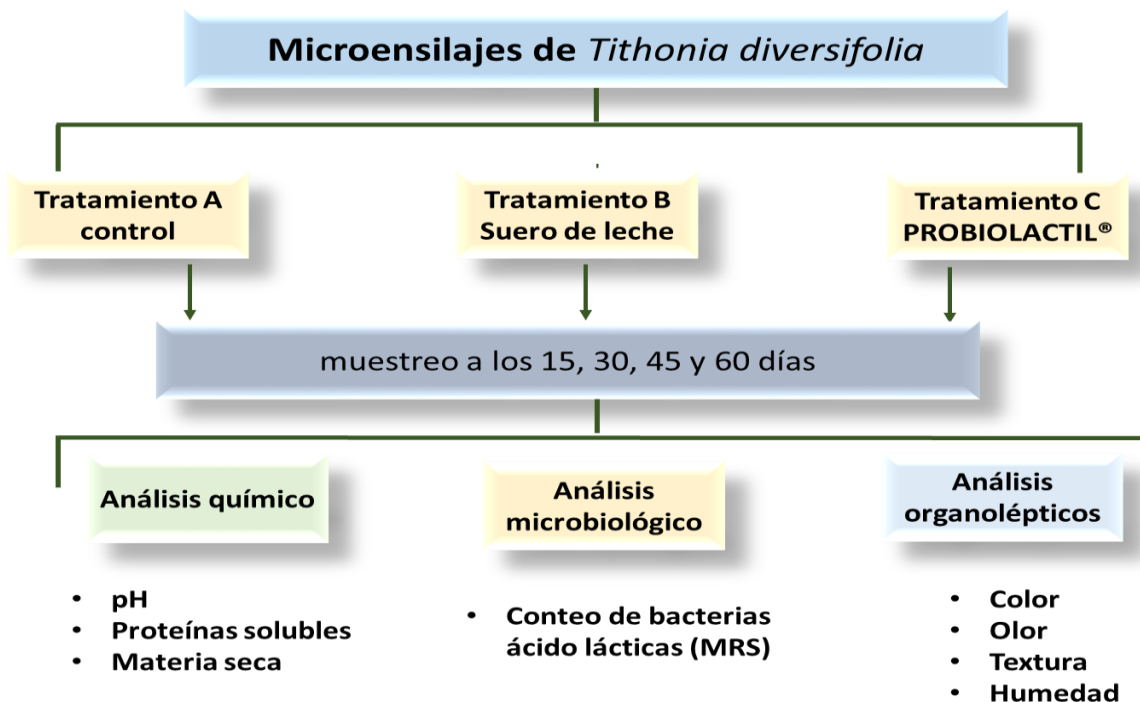 Microensilajes de Tithonia diversifolia
Tratamiento A
control
Tratamiento B
Suero de leche
Tratamiento C
PROBIOLACTIL®
muestreo a los 15, 30, 45 y 60 días
Análisis químico
Análisis
microbiológico
Análisis
organolépticos
• pH
• Proteínas solubles
• Materia seca
• Conteo de bacterias
ácido lácticas (MRS)
• Color
• Olor
• Textura
• Humedad